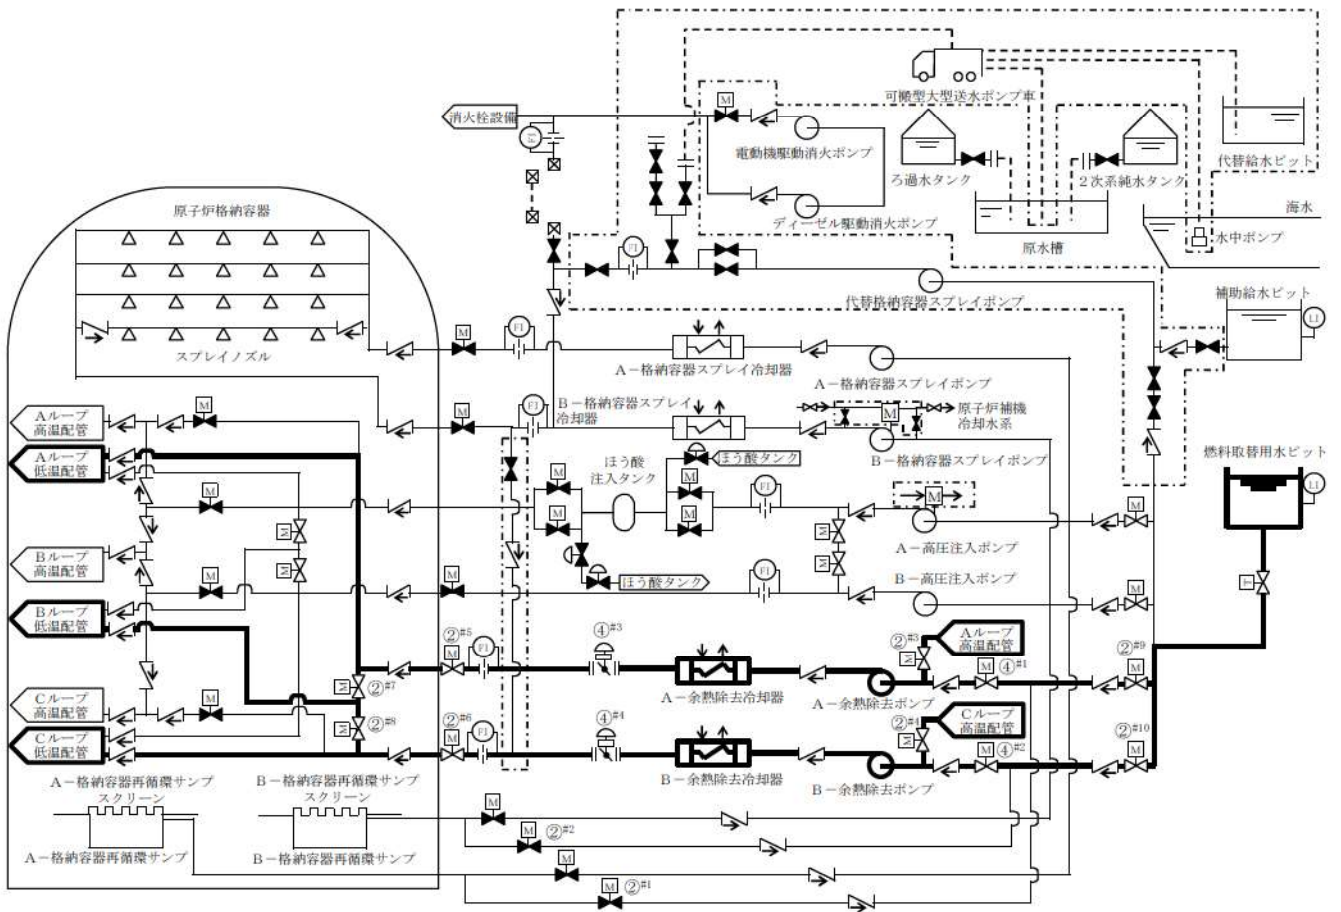 可搬型大型送水ポンプ車
消火栓設備
M
電動機駆動消火ポンプ
ろ過水タンク
2次系純水タンク
代替給水ピット
原子炉格納容器
ディーゼル駆動消火ポンプ
海水
原水槽
水中ポンプ
FI
代替格納容器スプレイポンプ
補助給水ピット
LI
M
FI
スプレイノズル
A-格納容器スプレイ冷却器
A-格納容器スプレイポンプ
M
FI
B-格納容器スプレイ
冷却器
M
原子炉補機
冷却水系
Aループ
高温配管
M
B-格納容器スプレイポンプ
燃料取替用水ピット
Aループ
低温配管
ほう酸
注入タンク
ほう酸タンク
LI
M
M
M
FI
M
M
M
M
M
M
A-高圧注入ポンプ
Bループ
高温配管
M
M
M
ほう酸タンク
FI
M
B-高圧注入ポンプ
M
T
Bループ
低温配管
②#5
M
FI
④#3
②#3
M
Aループ
高温配管
④#1
M
②#9
M
M
②#7
A-余熱除去冷却器
A-余熱除去ポンプ
Cループ
高温配管
M
M
②#8
②#6
M
FI
④#4
②#4
M
Cループ
高温配管
④#2
M
②#10
M
Cループ
低温配管
B-余熱除去冷却器
B-余熱除去ポンプ
A-格納容器再循環サンプ
スクリーン
B-格納容器再循環サンプ
スクリーン
M
M
②#2
A-格納容器再循環サンプ
B-格納容器再循環サンプ
M
M
②#1